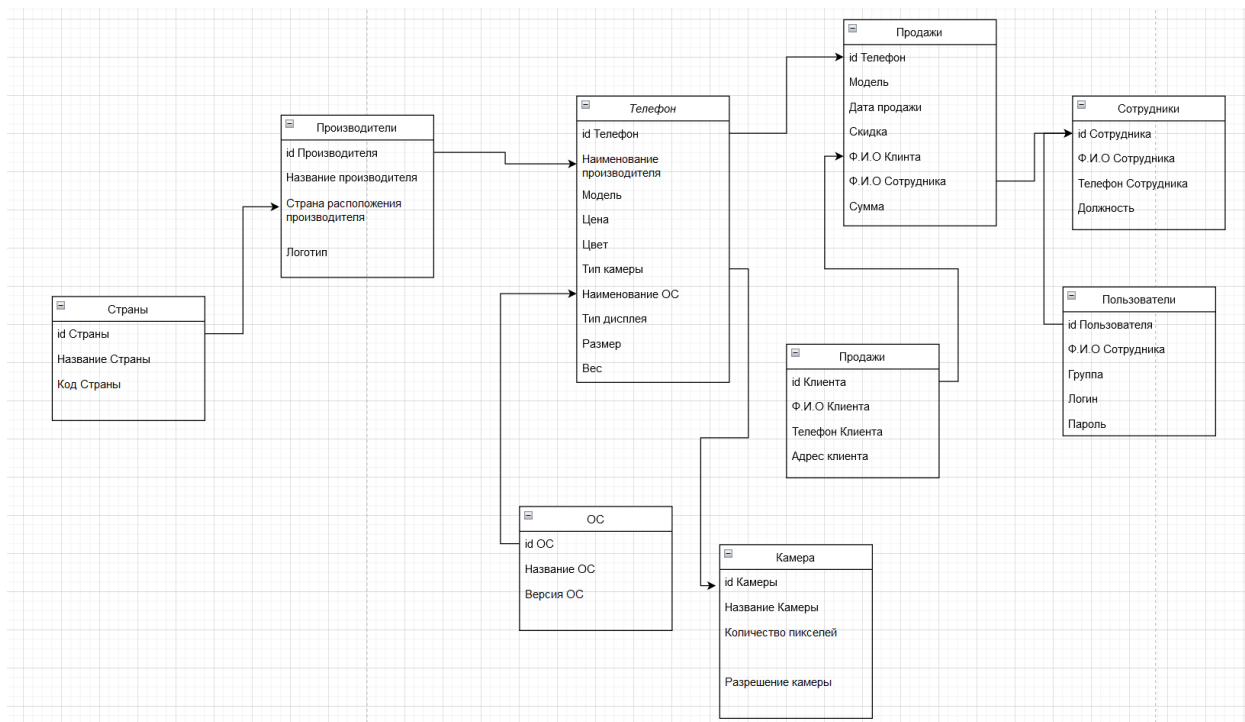 Страны
id Страны
Название Страны
Код Страны
Производители
id Производителя
Название производителя
Страна расположения
производителя
Логотип
Телефон
id Телефон
Наименование
производителя
Модель
Цена
Цвет
Тип камеры
Наименование ОС
Тип дисплея
Размер
Вес
ОС
id ОС
Название ОС
Версия ОС
Продажи
id Телефон
Модель
Дата продажи
Скидка
Ф.И.О Клинта
Ф.И.О Сотрудника
Сумма
Продажи
id Клиента
Ф.И.О Клиента
Телефон Клиента
Адрес клиента
Камера
id Камеры
Название Камеры
Количество пикселей
Разрешение камеры
Сотрудники
id Сотрудника
Ф.И.О Сотрудника
Телефон Сотрудника
Должность
Пользователи
id Пользователя
Ф.И.О Сотрудника
Группа
Логин
Пароль